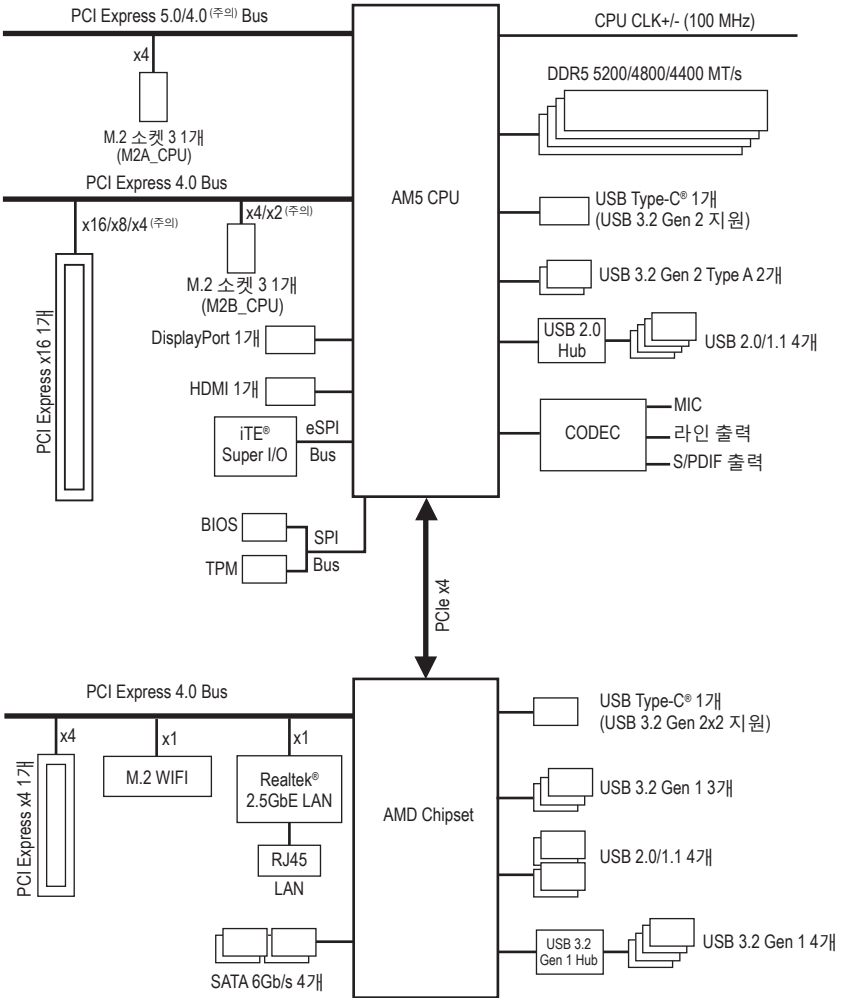 PCI Express 5.0/4.0 (주의) Bus
CPU CLK+/- (100 MHz)
x4
DDR5 5200/4800/4400 MT/s
M.2 소켓 3 1개
(M2A_CPU)
PCI Express 4.0 Bus
AM5 CPU
USB Type-C® 1개
(USB 3.2 Gen 2 지원)
x16/x8/x4 (주의)
x4/x2 (주의)
M.2 소켓 3 1개
(M2B_CPU)
USB 3.2 Gen 2 Type A 2개
PCI Express x16 1개
DisplayPort 1개
USB 2.0
Hub
USB 2.0/1.1 4개
HDMI 1개
iTE®
Super I/O
eSPI
Bus
CODEC
MIC
라인 출력
S/PDIF 출력
BIOS
TPM
SPI
Bus
PCIe x4
PCI Express 4.0 Bus
USB Type-C® 1개
(USB 3.2 Gen 2x2 지원)
x4
x1
x1
PCI Express x4 1개
M.2 WIFI
Realtek®
2.5GbE LAN
AMD Chipset
USB 3.2 Gen 1 3개
RJ45
LAN
USB 2.0/1.1 4개
SATA 6Gb/s 4개
USB 3.2
Gen 1 Hub
USB 3.2 Gen 1 4개